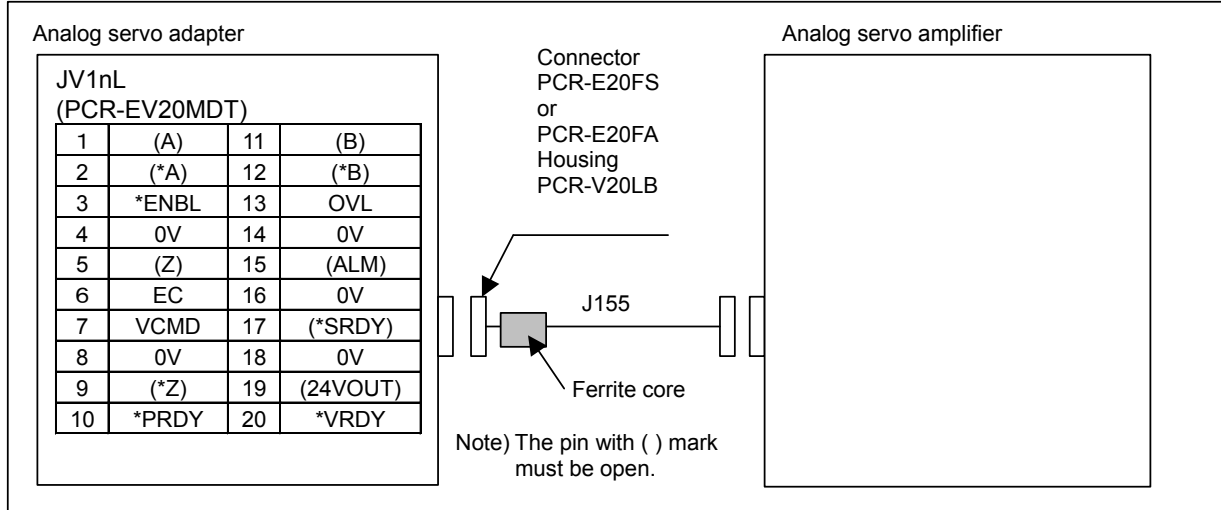 Analog servo adapter
JV1nL
(PCR-EV20MDT)
1 (A) 11 (B)
2 (*A) 12 (*B)
3 *ENBL 13 OVL
4 0V 14 0V
5 (Z) 15 (ALM)
6 EC 16 0V
7 VCMD 17 (*SRDY)
8 0V 18 0V
9 (*Z) 19 (24VOUT)
10 *PRDY 20 *VRDY
Connector
PCR-E20FS
or
PCR-E20FA
Housing
PCR-V20LB
J155
Ferrite core
Note) The pin with ( ) mark
must be open.
Analog servo amplifier